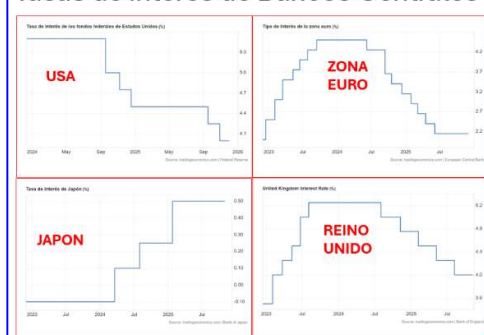 Tasas de Interés de Bancos Centrales
Tasa de Interés de los fondos federales de Estados Unidos (%)
USA
5.3
5.0
4.7
4.4
4.1
2024 May Sep 2025 May Sep 2026
Source: tradingeconomics.com | Federal Reserve
Tipo de Interés de la zona euro (%)
ZONA
EURO
4.2
3.7
3.2
2.7
2.2
2023 Jul 2024 Jul 2025 Jul
Source: tradingeconomics.com | European Central Bank
Tasa de Interés de Japón (%)
JAPON
0.50
0.40
0.30
0.20
0.10
0.00
-0.10
2023 Jul 2024 Jul 2025 Jul
Source: tradingeconomics.com | Bank of Japan
United Kingdom Interest Rate (%)
REINO
UNIDO
5.2
4.8
4.4
4.0
3.6
2023 Jul 2024 Jul 2025 Jul
Source: tradingeconomics.com | Bank of England